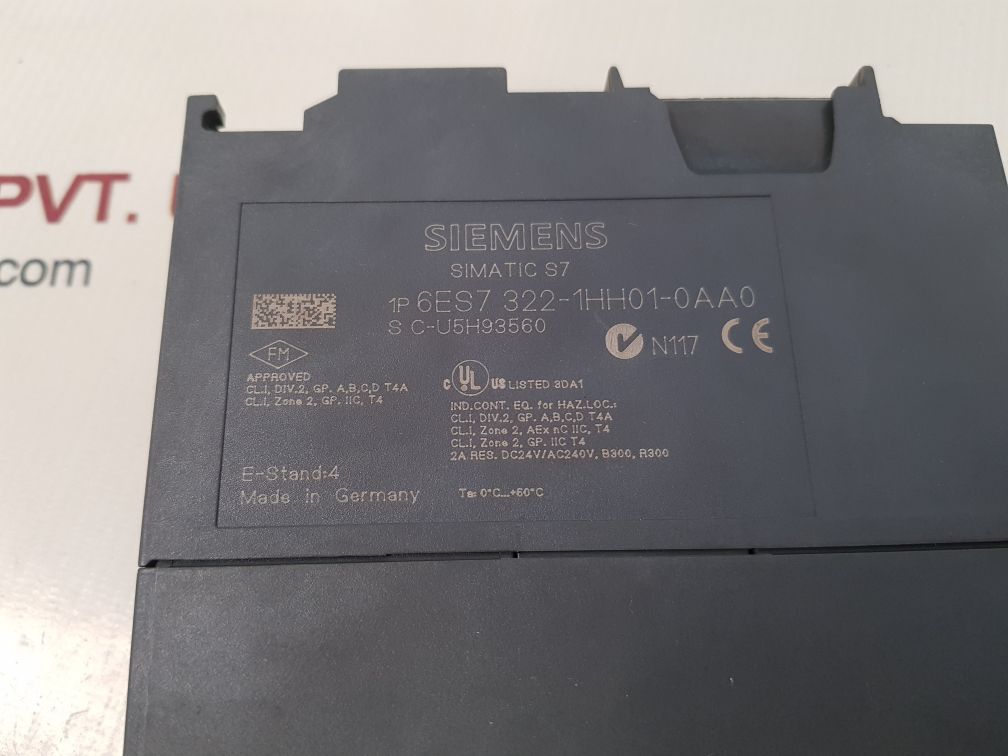 PVT.
com
SIEMENS
SIMATIC S7
1P 6ES7 322-1HH01-0AA0
S C-U5H93560
N117 CE
FM
APPROVED
CL.I, DIV.2, GP. A,B,C,D T4A
CL.I, Zone 2, GP. IIC, T4
C UL US LISTED 3DA1
IND.CONT. EQ. for HAZ.LOC.:
CL.I, DIV.2, GP. A,B,C,D T4A
CL.I, Zone 2, AEx nC IIC, T4
CL.I, Zone 2, GP. IIC T4
2A RES. DC24V/AC240V, B300, R300
E-Stand:4
Made in Germany
Ta: 0°C...+60°C